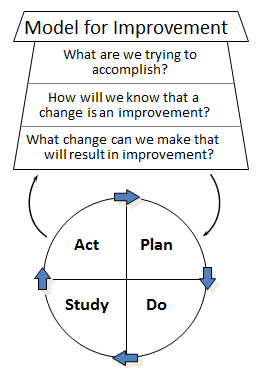 Model for Improvement
What are we trying to
accomplish?
How will we know that a
change is an improvement?
What change can we make that
will result in improvement?
Act
Plan
Study
Do